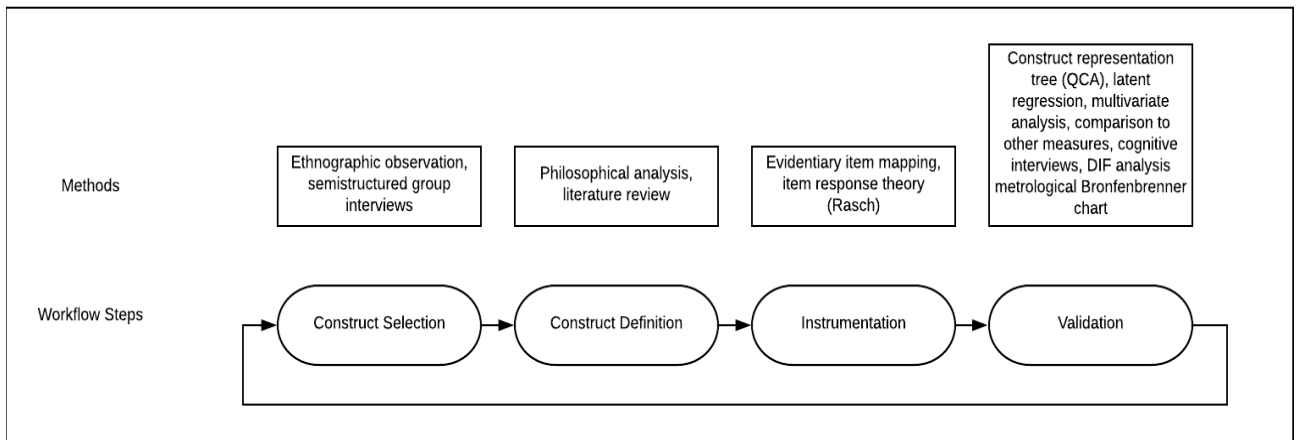 Methods
Ethnographic observation,
semistructured group
interviews
Philosophical analysis,
literature review
Evidentiary item mapping,
item response theory
(Rasch)
Construct representation
tree (QCA), latent
regression, multivariate
analysis, comparison to
other measures, cognitive
interviews, DIF analysis
metrological Bronfenbrenner
chart
Workflow Steps
Construct Selection
Construct Definition
Instrumentation
Validation